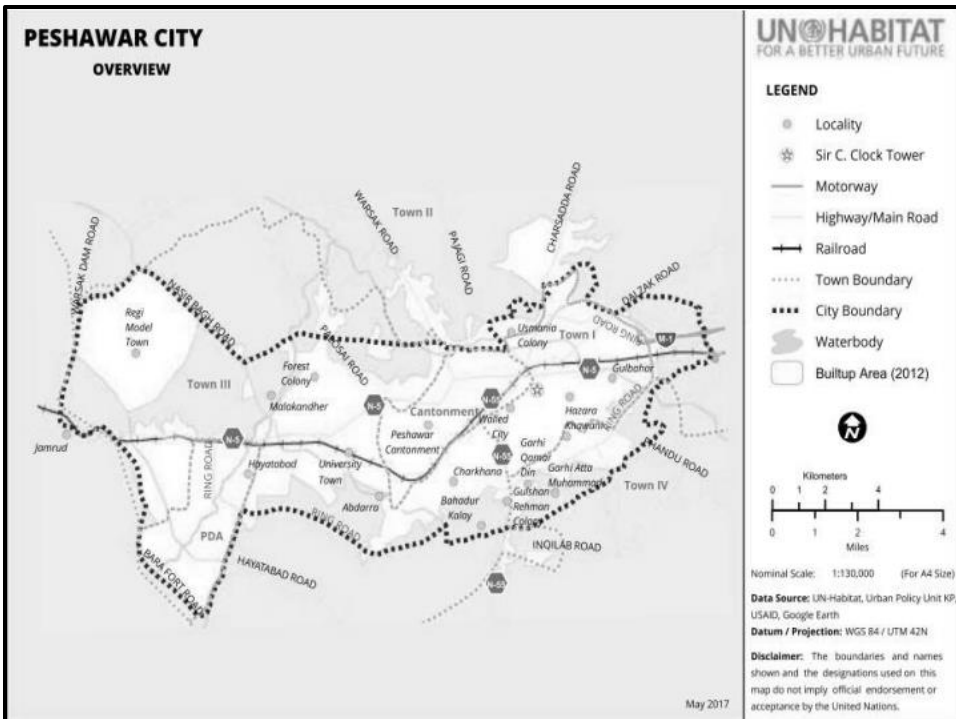 PESHAWAR CITY
OVERVIEW
WARSAK DAM ROAD
NASIR BAGH ROAD
Regi
Model
Town
Town II
WARSAK ROAD
PAJAGI ROAD
CHARSADDA ROAD
DALZAK ROAD
Usmania
Colony
Town I
RING ROAD
M-1
PAJOSAI ROAD
Forest
Colony
Town III
Malakandher
N-5
Cantonment
N-55
N-5
Gulbahar
Walled
City
Hazara
Khawani
RING ROAD
Peshawar
Cantonment
N-55
Garhi
Qamai
Din
Jamrud
N-5
Hayatabad
RING ROAD
University
Town
Charkhana
Garhi Atta
Muhammad
Town IV
Abdarra
Bahadur
Kalay
Gulshan
Rehman
Colony
RING ROAD
PDA
HAYATABAD ROAD
BARA FORT ROAD
INQILAB ROAD
N-55
May 2017
UN HABITAT
FOR A BETTER URBAN FUTURE
LEGEND
Locality
Sir C. Clock Tower
Motorway
Highway/Main Road
Railroad
Town Boundary
City Boundary
Waterbody
Builtup Area (2012)
N
Kilometers
0 1 2 4
0 1 2 4
Miles
Nominal Scale: 1:130,000 (For A4 Size)
Data Source: UN-Habitat, Urban Policy Unit KP,
USAID, Google Earth
Datum / Projection: WGS 84 / UTM 42N
Disclaimer: The boundaries and names
shown and the designations used on this
map do not imply official endorsement or
acceptance by the United Nations.